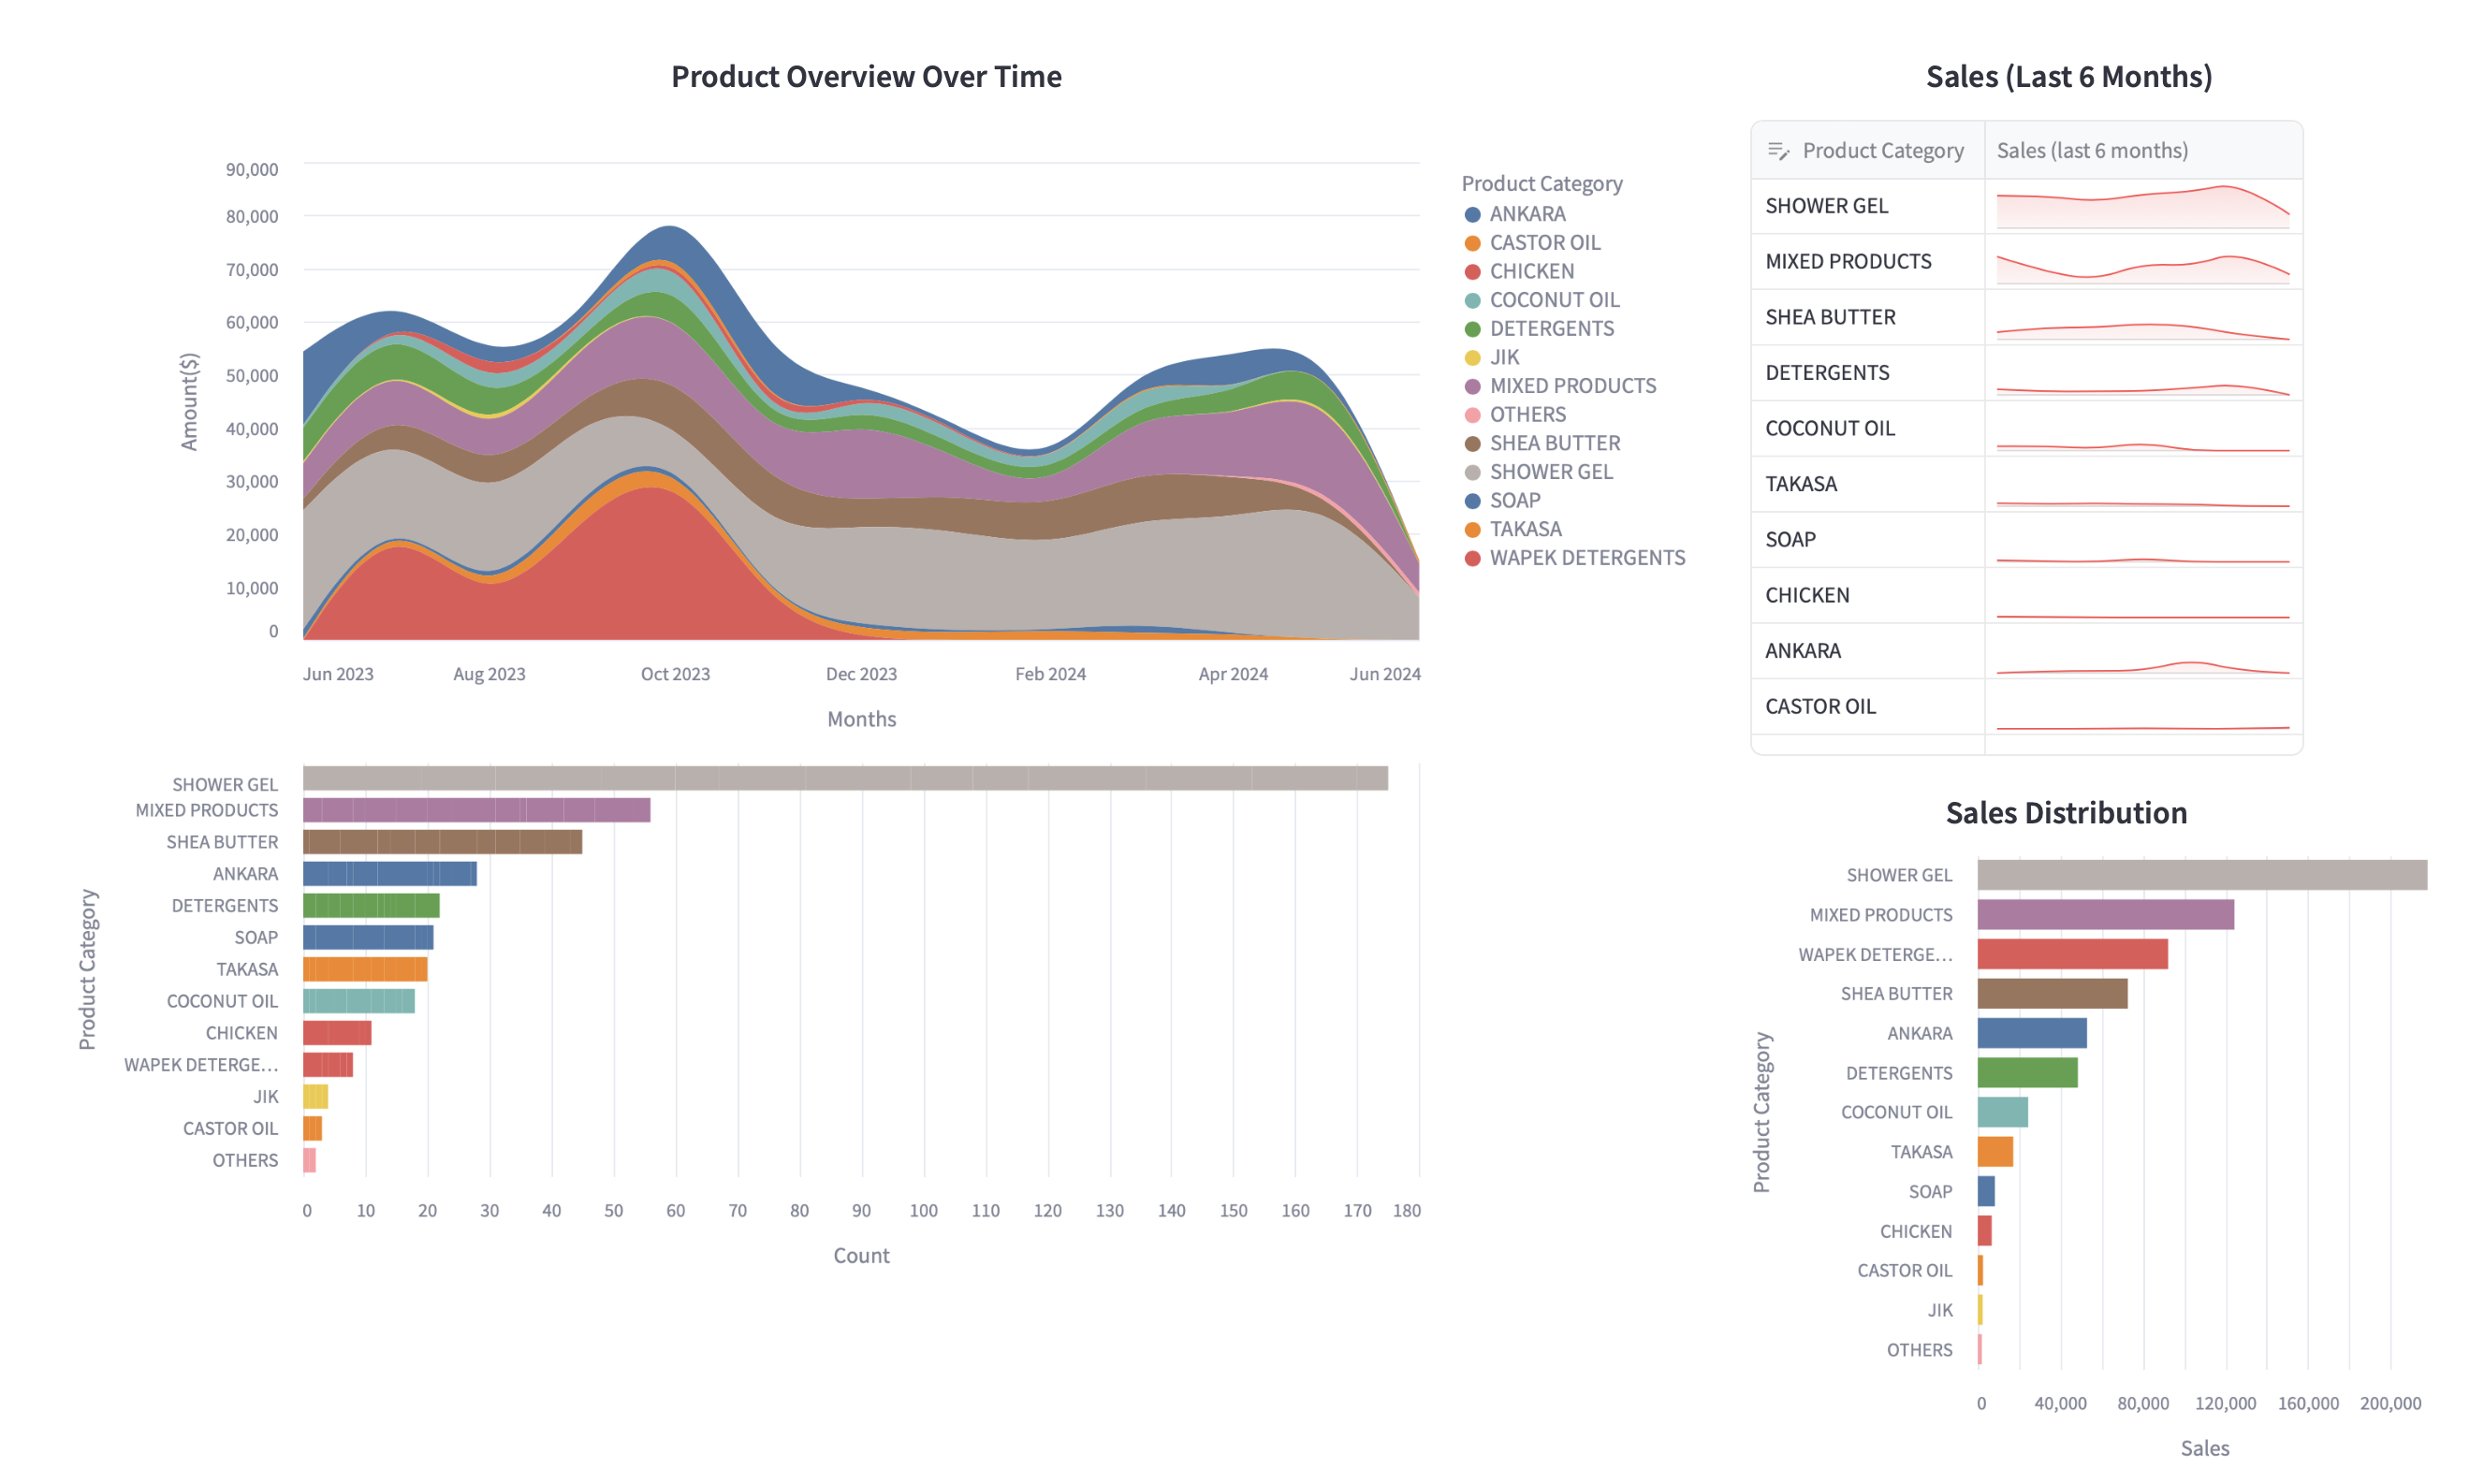 Product Overview Over Time
90,000
80,000
70,000
60,000
50,000
40,000
30,000
20,000
10,000
0
Amount($)
Jun 2023 Aug 2023 Oct 2023 Dec 2023 Feb 2024 Apr 2024 Jun 2024
Months
Product Category
ANKARA
CASTOR OIL
CHICKEN
COCONUT OIL
DETERGENTS
JIK
MIXED PRODUCTS
OTHERS
SHEA BUTTER
SHOWER GEL
SOAP
TAKASA
WAPEK DETERGENTS
Sales (Last 6 Months)
Product Category Sales (last 6 months)
SHOWER GEL
MIXED PRODUCTS
SHEA BUTTER
DETERGENTS
COCONUT OIL
TAKASA
SOAP
CHICKEN
ANKARA
CASTOR OIL
Product Category
SHOWER GEL
MIXED PRODUCTS
SHEA BUTTER
ANKARA
DETERGENTS
SOAP
TAKASA
COCONUT OIL
CHICKEN
WAPEK DETERGE…
JIK
CASTOR OIL
OTHERS
0 10 20 30 40 50 60 70 80 90 100 110 120 130 140 150 160 170 180
Count
Sales Distribution
Product Category
SHOWER GEL
MIXED PRODUCTS
WAPEK DETERGE…
SHEA BUTTER
ANKARA
DETERGENTS
COCONUT OIL
TAKASA
SOAP
CHICKEN
CASTOR OIL
JIK
OTHERS
0 40,000 80,000 120,000 160,000 200,000
Sales